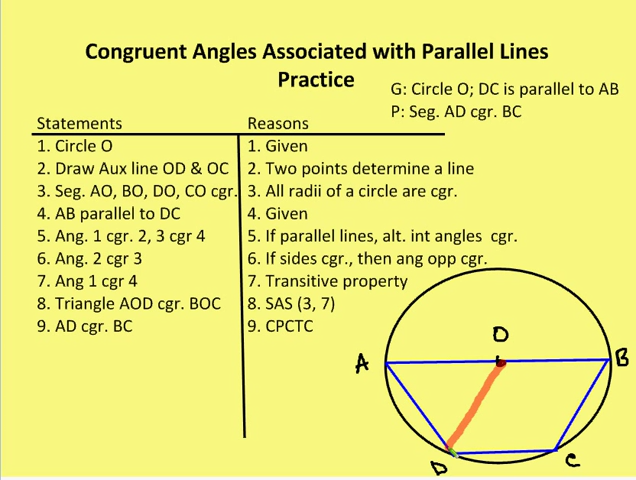 Congruent Angles Associated with Parallel Lines
Practice
G: Circle O; DC is parallel to AB
P: Seg. AD cgr. BC
Statements Reasons
1. Circle O 1. Given
2. Draw Aux line OD & OC 2. Two points determine a line
3. Seg. AO, BO, DO, CO cgr. 3. All radii of a circle are cgr.
4. AB parallel to DC 4. Given
5. Ang. 1 cgr. 2, 3 cgr 4 5. If parallel lines, alt. int angles cgr.
6. Ang. 2 cgr 3 6. If sides cgr., then ang opp cgr.
7. Ang 1 cgr 4 7. Transitive property
8. Triangle AOD cgr. BOC 8. SAS (3, 7)
9. AD cgr. BC 9. CPCTC
O
A B
D C